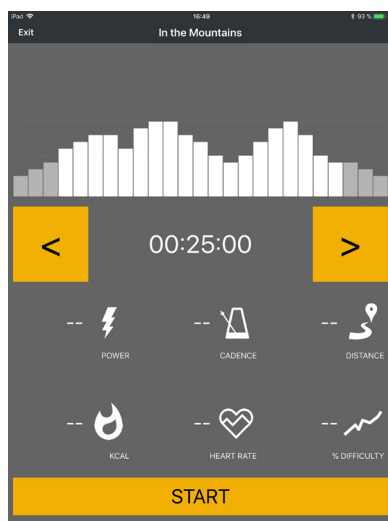 iPad 16:49 93 %
Exit In the Mountains
< 00:25:00 >
-- -- --
POWER CADENCE DISTANCE
-- -- --
KCAL HEART RATE % DIFFICULTY
START